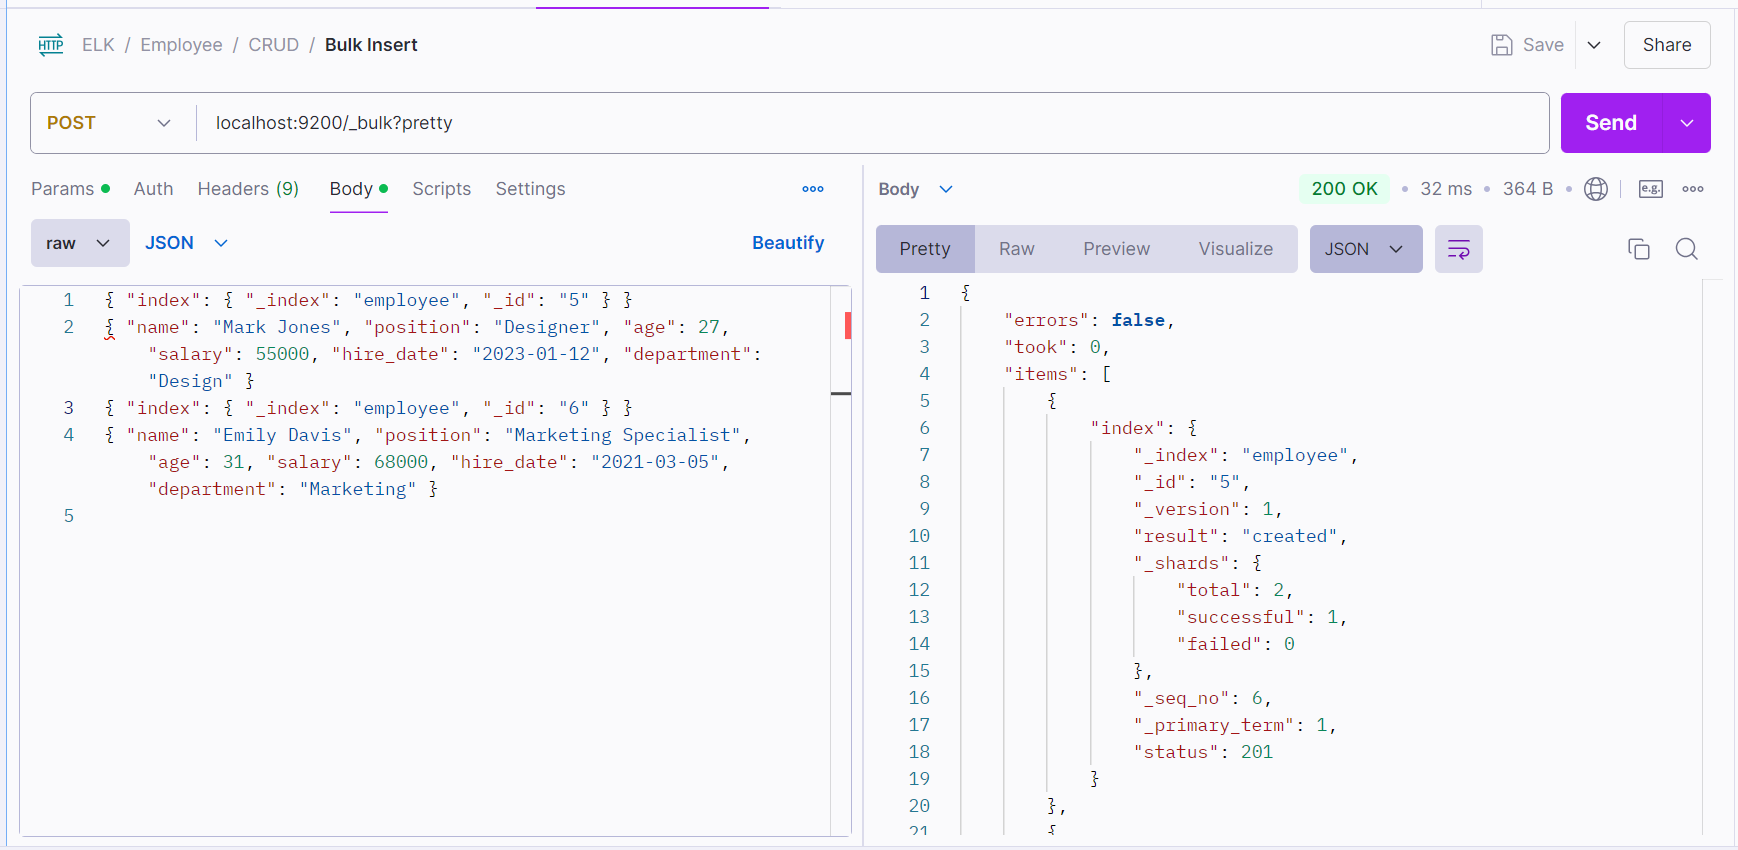 HTTP ELK / Employee / CRUD / Bulk Insert Save Share
POST localhost:9200/_bulk?pretty Send
Params Auth Headers (9) Body Scripts Settings
Body 200 OK • 32 ms • 364 B • e.g.
raw JSON Beautify
Pretty Raw Preview Visualize JSON
1 { "index": { "_index": "employee", "_id": "5" } }
2 { "name": "Mark Jones", "position": "Designer", "age": 27,
"salary": 55000, "hire_date": "2023-01-12", "department":
"Design" }
3 { "index": { "_index": "employee", "_id": "6" } }
4 { "name": "Emily Davis", "position": "Marketing Specialist",
"age": 31, "salary": 68000, "hire_date": "2021-03-05",
"department": "Marketing" }
5
1 {
2 "errors": false,
3 "took": 0,
4 "items": [
5 {
6 "index": {
7 "_index": "employee",
8 "_id": "5",
9 "_version": 1,
10 "result": "created",
11 "_shards": {
12 "total": 2,
13 "successful": 1,
14 "failed": 0
15 },
16 "_seq_no": 6,
17 "_primary_term": 1,
18 "status": 201
19 }
20 },
21 {